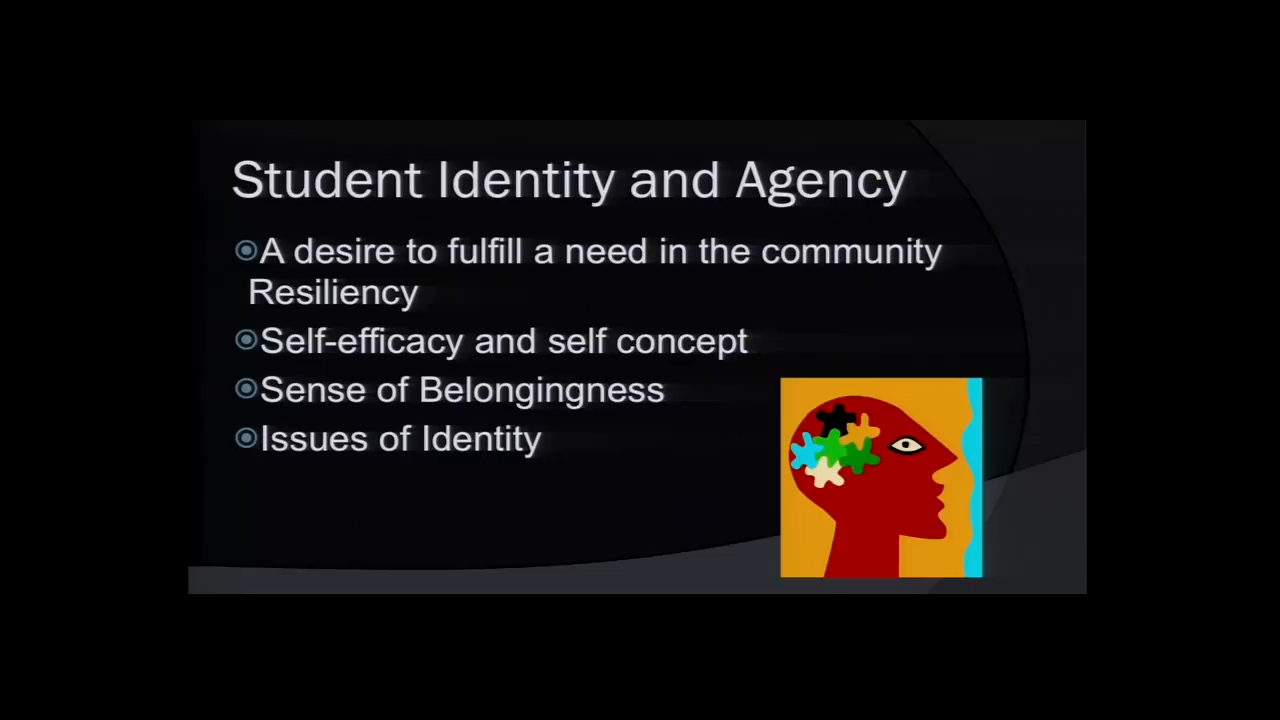 Student Identity and Agency
A desire to fulfill a need in the community
Resiliency
Self-efficacy and self concept
Sense of Belongingness
Issues of Identity